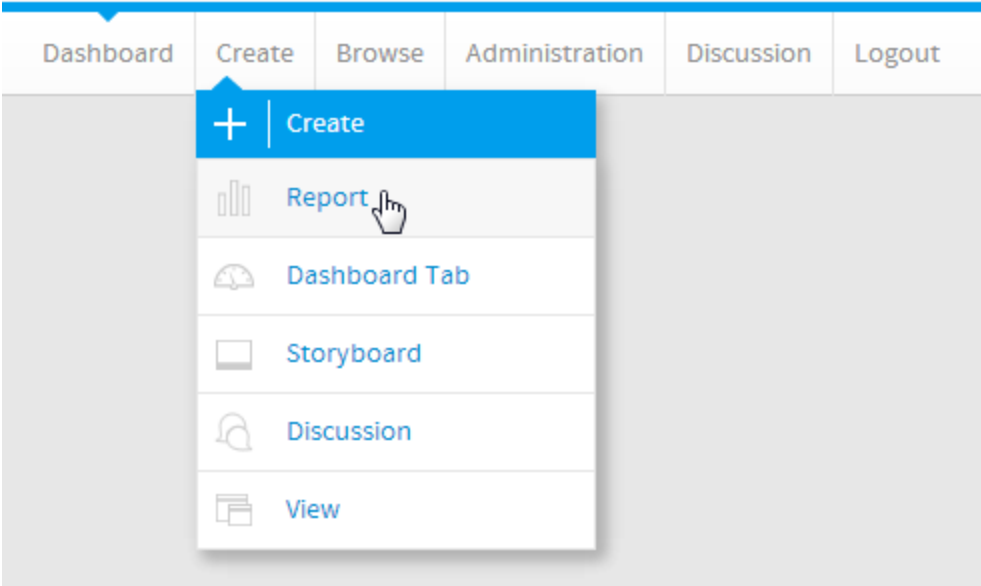 Dashboard Create Browse Administration Discussion Logout
Create
Report
Dashboard Tab
Storyboard
Discussion
View